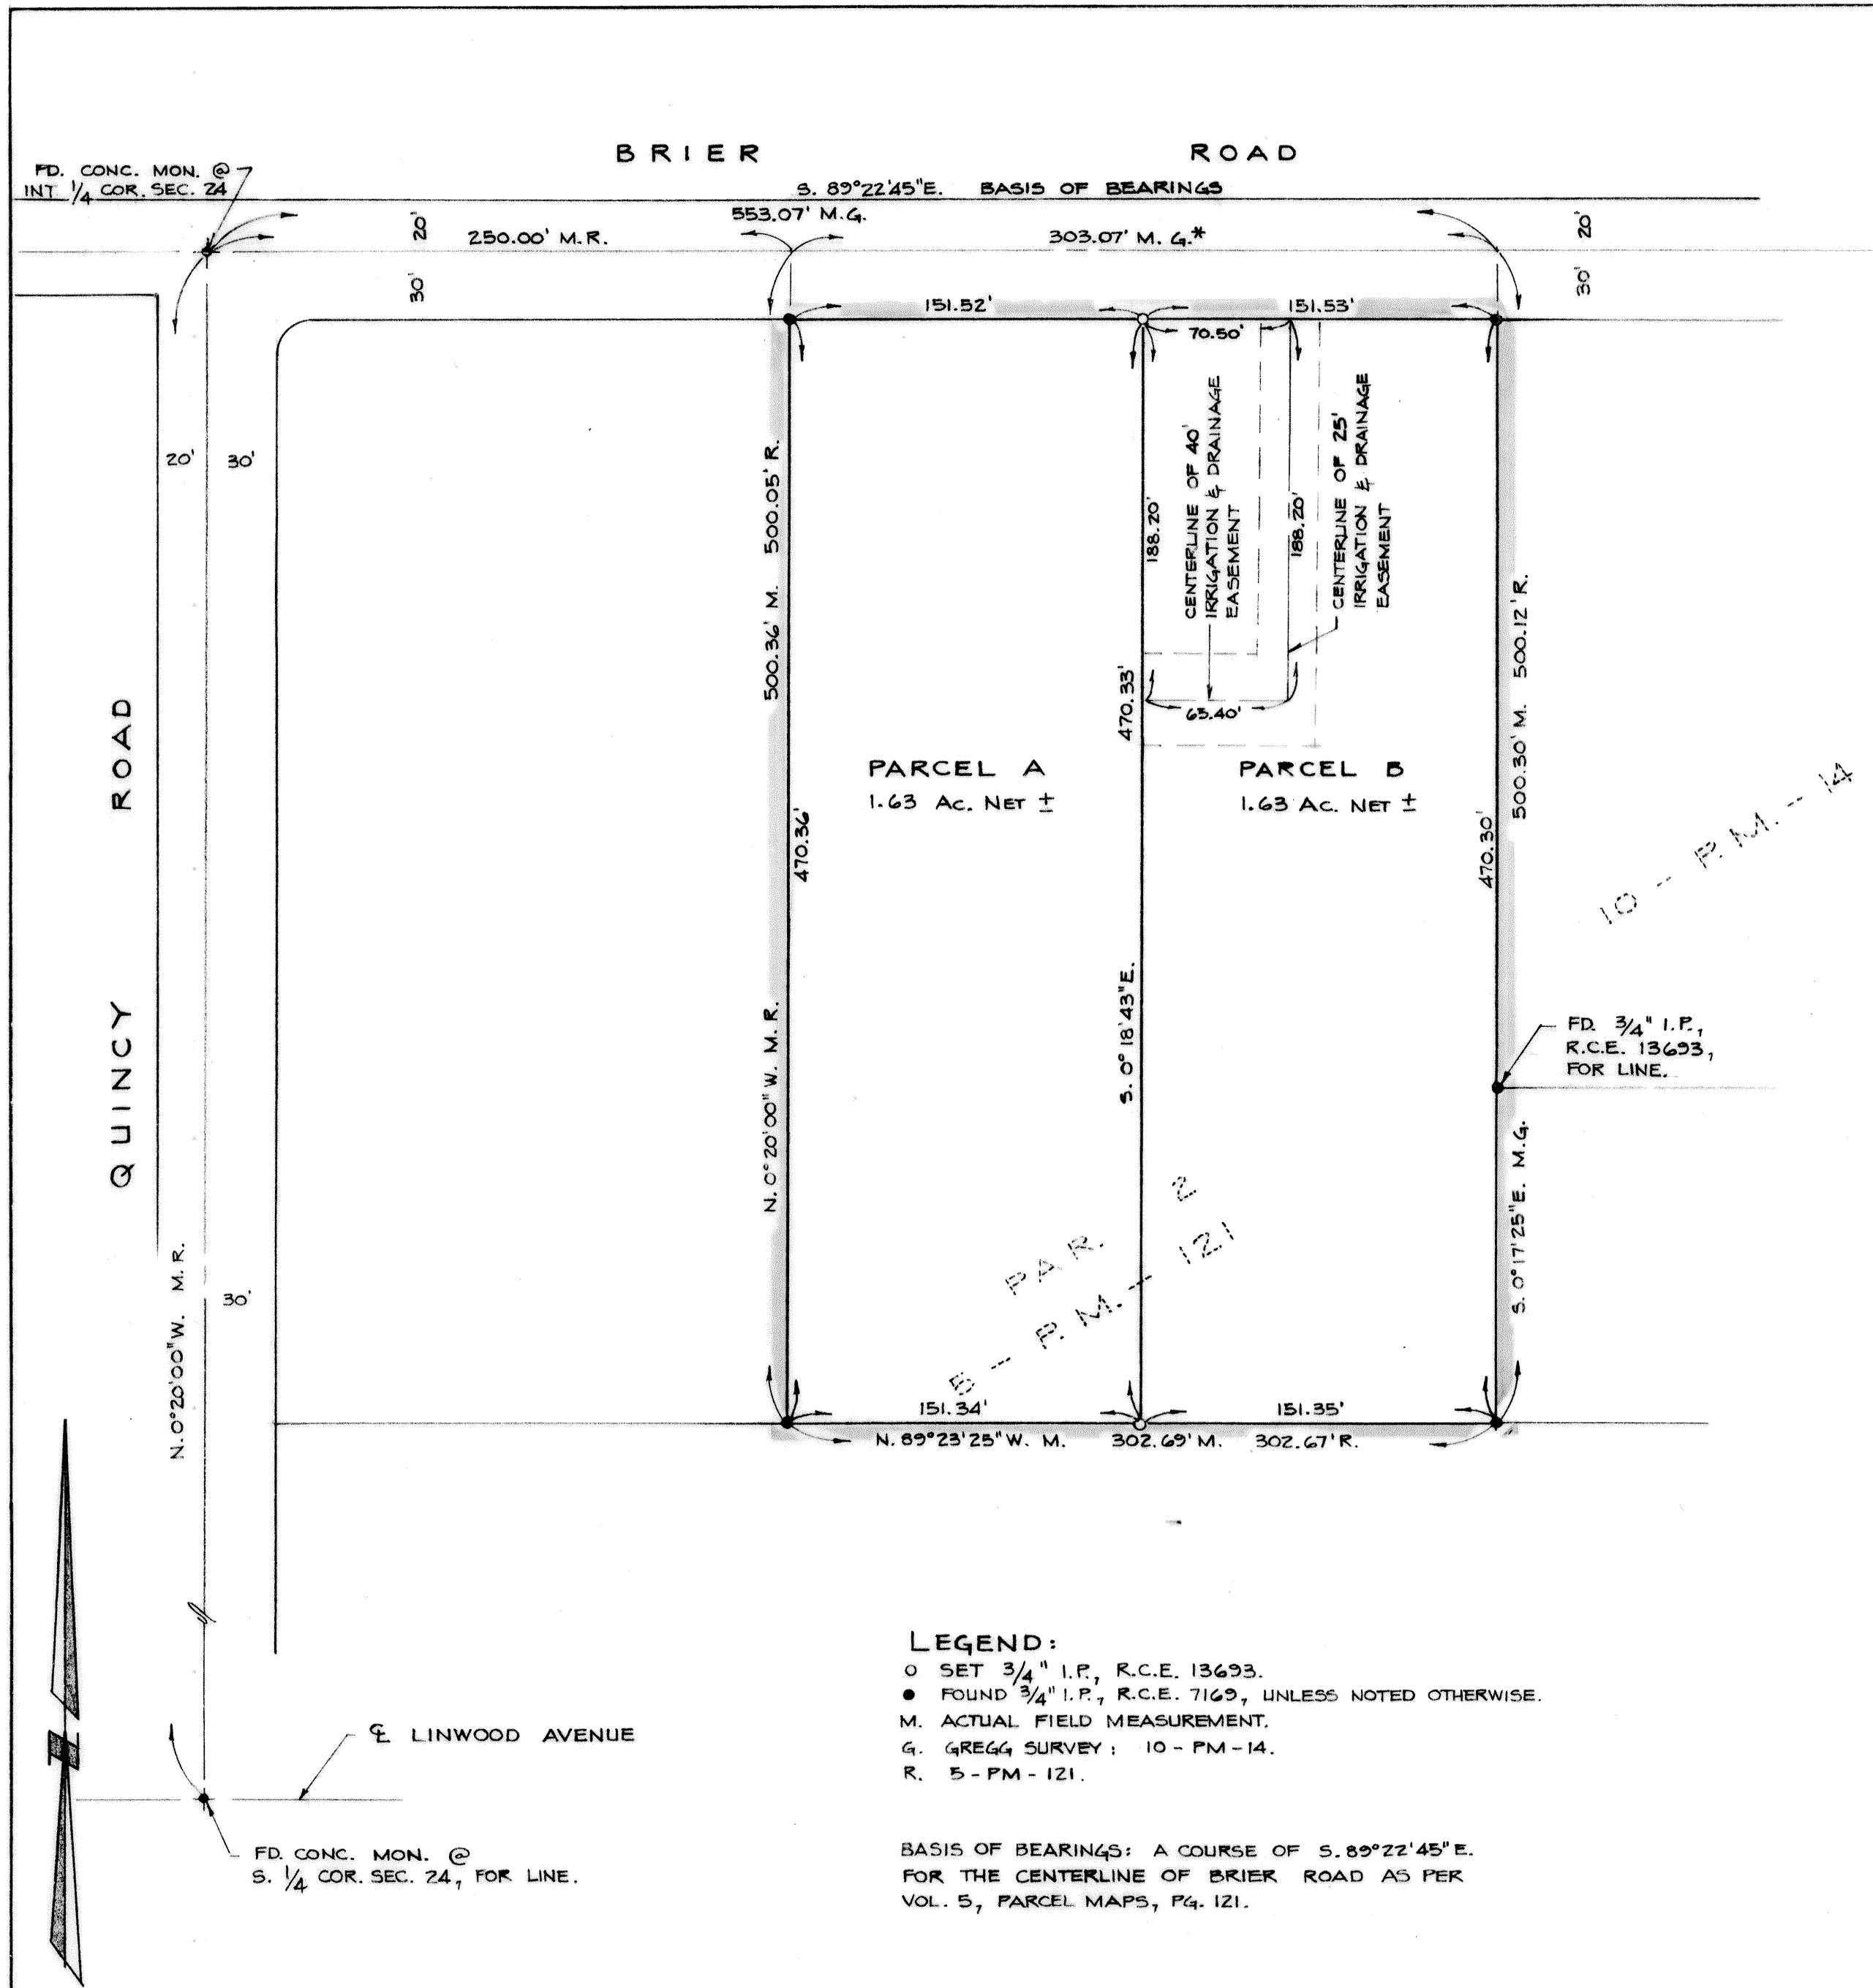 BRIER ROAD
FD. CONC. MON. @
INT. 1/4 COR. SEC. 24
S. 89°22'45"E. BASIS OF BEARINGS
553.07' M.G.
250.00' M.R.
303.07' M. G.*
20'
30'
20'
30'
151.52'
151.53'
70.50'
20'
30'
500.36' M. 500.05' R.
188.20'
CENTERLINE OF 40'
IRRIGATION & DRAINAGE
EASEMENT
188.20'
CENTERLINE OF 25'
IRRIGATION & DRAINAGE
EASEMENT
500.30' M. 500.12' R.
470.33'
65.40'
QUINCY ROAD
PARCEL A
1.63 AC. NET ±
PARCEL B
1.63 AC. NET ±
470.36'
470.30'
10 - P.M. - 14
N. 0°20'00" W. M. R.
S. 0°18'43" E.
FD. 3/4" I.P.,
R.C.E. 13693,
FOR LINE.
S. 0°17'25" E. M.G.
PAR. 2
5 - P.M. - 121
N. 0°20'00" W. M. R.
30'
151.34'
151.35'
N. 89°23'25" W. M. 302.69' M. 302.67' R.
LEGEND:
○ SET 3/4" I.P., R.C.E. 13693.
● FOUND 3/4" I.P., R.C.E. 7169, UNLESS NOTED OTHERWISE.
M. ACTUAL FIELD MEASUREMENT.
G. GREGG SURVEY: 10 - PM - 14.
R. 5 - PM - 121.
℄ LINWOOD AVENUE
N
FD. CONC. MON. @
S. 1/4 COR. SEC. 24, FOR LINE.
BASIS OF BEARINGS: A COURSE OF S. 89°22'45" E.
FOR THE CENTERLINE OF BRIER ROAD AS PER
VOL. 5, PARCEL MAPS, PG. 121.